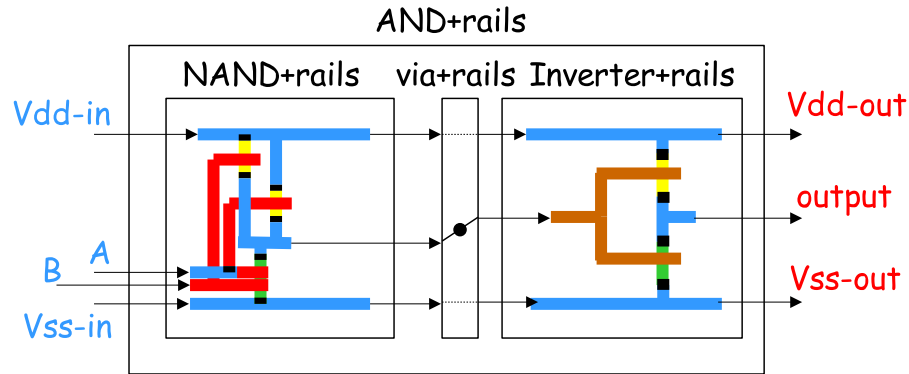 AND+rails
NAND+rails via+rails Inverter+rails
Vdd-in
Vdd-out
output
A
B
Vss-out
Vss-in